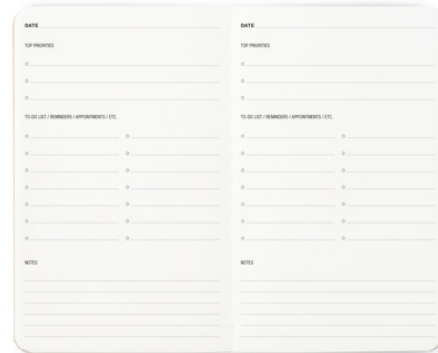 DATE
TOP PRIORITIES
TO-DO LIST / REMINDERS / APPOINTMENTS / ETC.
NOTES
DATE
TOP PRIORITIES
TO-DO LIST / REMINDERS / APPOINTMENTS / ETC.
NOTES